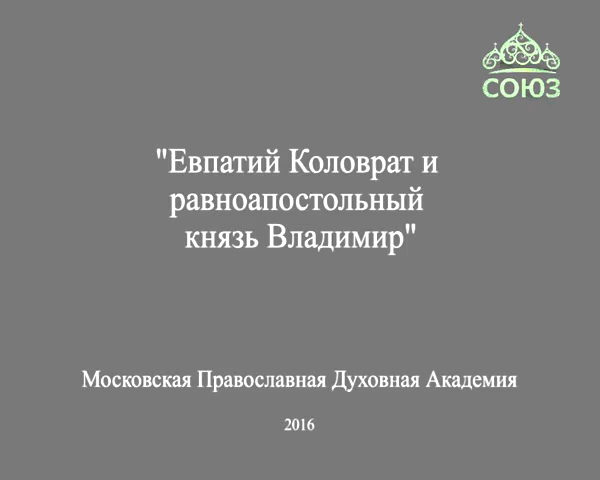 СОЮЗ
"Евпатий Коловрат и
равноапостольный
князь Владимир"
Московская Православная Духовная Академия
2016